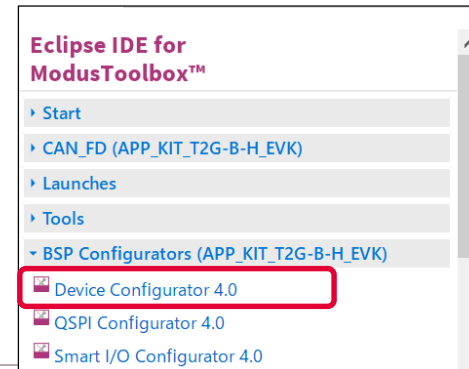 Eclipse IDE for
ModusToolbox™
Start
CAN_FD (APP_KIT_T2G-B-H_EVK)
Launches
Tools
BSP Configurators (APP_KIT_T2G-B-H_EVK)
Device Configurator 4.0
QSPI Configurator 4.0
Smart I/O Configurator 4.0